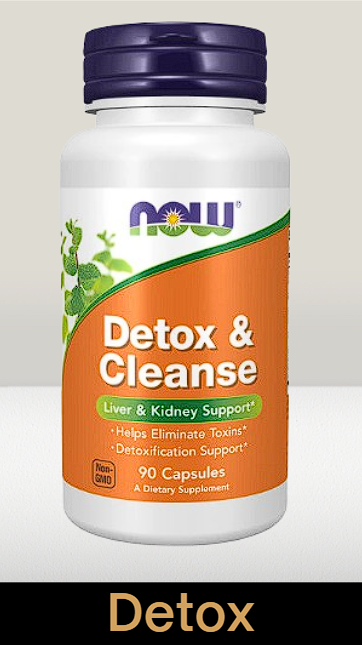 now®
Detox &
Cleanse
Liver & Kidney Support*
•Helps Eliminate Toxins*
•Detoxification Support*
90 Capsules
Non-
GMO
A Dietary Supplement
Detox